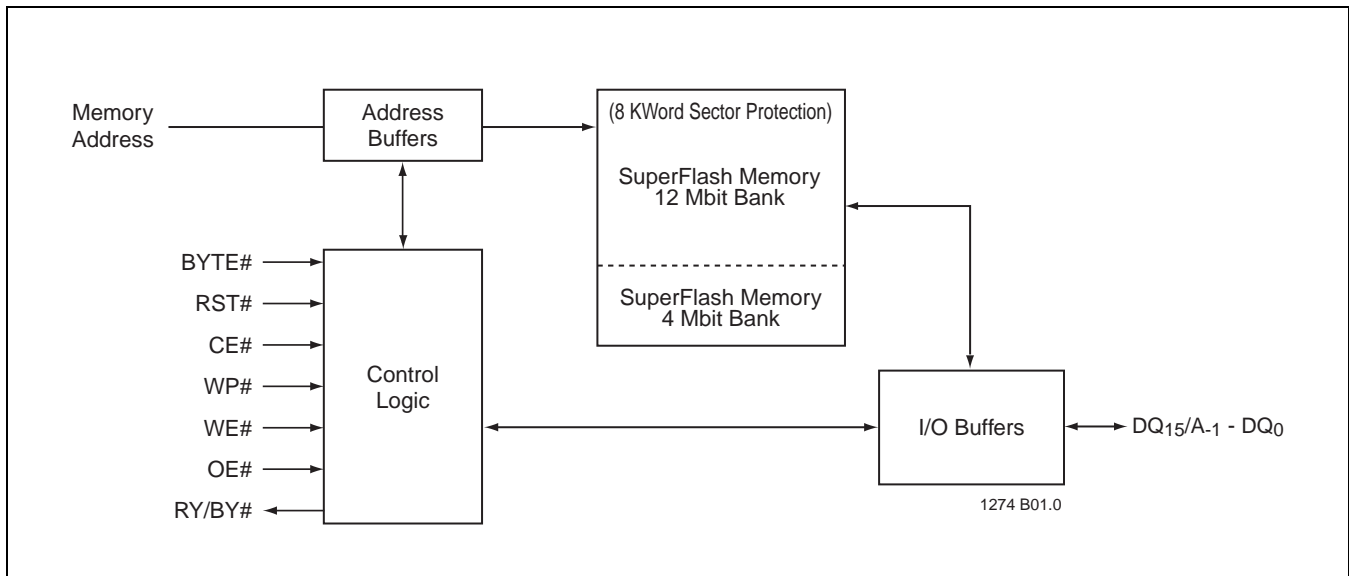 Memory
Address
Address
Buffers
(8 KWord Sector Protection)
SuperFlash Memory
12 Mbit Bank
SuperFlash Memory
4 Mbit Bank
BYTE#
RST#
CE#
WP#
WE#
OE#
RY/BY#
Control
Logic
I/O Buffers
DQ15/A-1 - DQ0
1274 B01.0